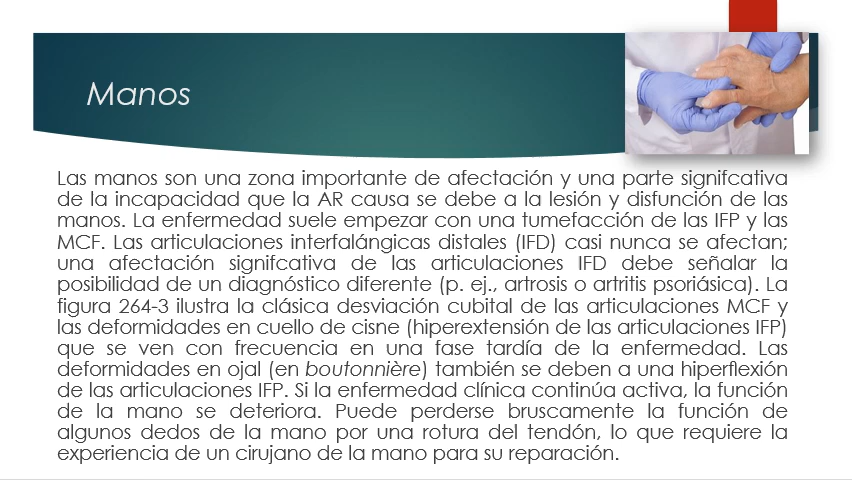 Manos
Las manos son una zona importante de afectación y una parte signifcativa
de la incapacidad que la AR causa se debe a la lesión y disfunción de las
manos. La enfermedad suele empezar con una tumefacción de las IFP y las
MCF. Las articulaciones interfalángicas distales (IFD) casi nunca se afectan;
una afectación signifcativa de las articulaciones IFD debe señalar la
posibilidad de un diagnóstico diferente (p. ej., artrosis o artritis psoriásica). La
figura 264-3 ilustra la clásica desviación cubital de las articulaciones MCF y
las deformidades en cuello de cisne (hiperextensión de las articulaciones IFP)
que se ven con frecuencia en una fase tardía de la enfermedad. Las
deformidades en ojal (en boutonnière) también se deben a una hiperflexión
de las articulaciones IFP. Si la enfermedad clínica continúa activa, la función
de la mano se deteriora. Puede perderse bruscamente la función de
algunos dedos de la mano por una rotura del tendón, lo que requiere la
experiencia de un cirujano de la mano para su reparación.